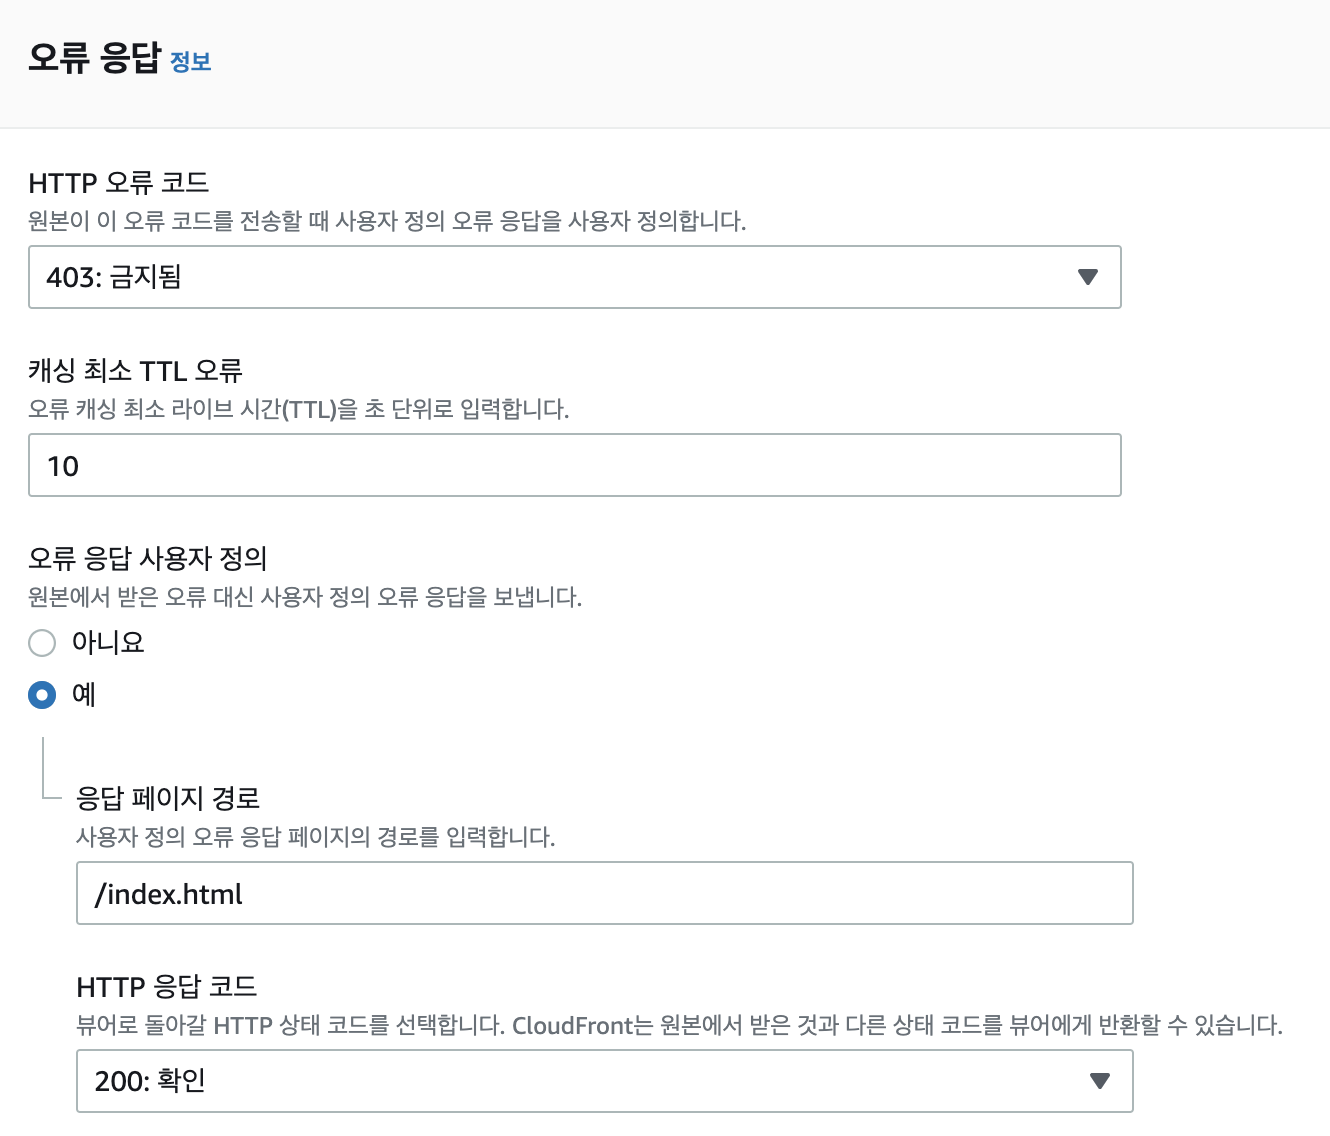 오류 응답 정보
HTTP 오류 코드
원본이 이 오류 코드를 전송할 때 사용자 정의 오류 응답을 사용자 정의합니다.
403: 금지됨
캐싱 최소 TTL 오류
오류 캐싱 최소 라이브 시간(TTL)을 초 단위로 입력합니다.
10
오류 응답 사용자 정의
원본에서 받은 오류 대신 사용자 정의 오류 응답을 보냅니다.
아니요
예
응답 페이지 경로
사용자 정의 오류 응답 페이지의 경로를 입력합니다.
/index.html
HTTP 응답 코드
뷰어로 돌아갈 HTTP 상태 코드를 선택합니다. CloudFront는 원본에서 받은 것과 다른 상태 코드를 뷰어에게 반환할 수 있습니다.
200: 확인